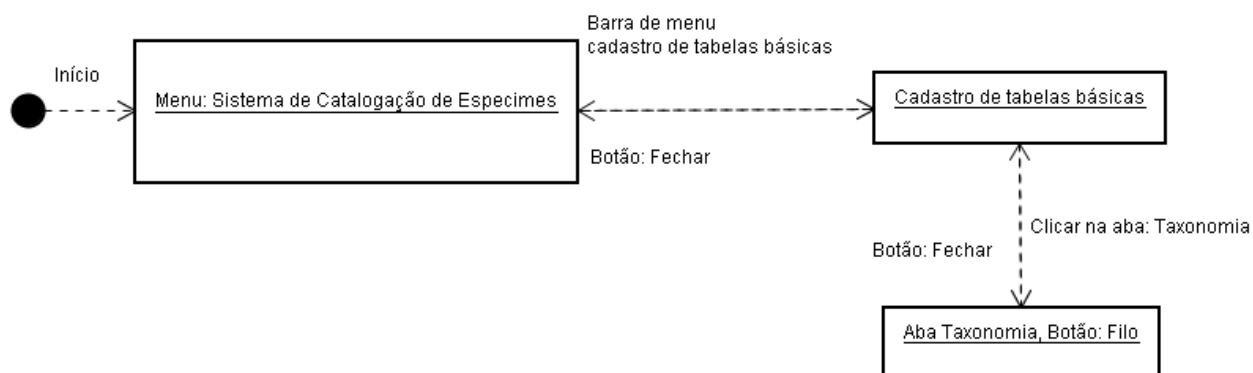 Barra de menu
cadastro de tabelas básicas
Início
Menu: Sistema de Catalogação de Especimes
Cadastro de tabelas básicas
Botão: Fechar
Clicar na aba: Taxonomia
Botão: Fechar
Aba Taxonomia, Botão: Filo